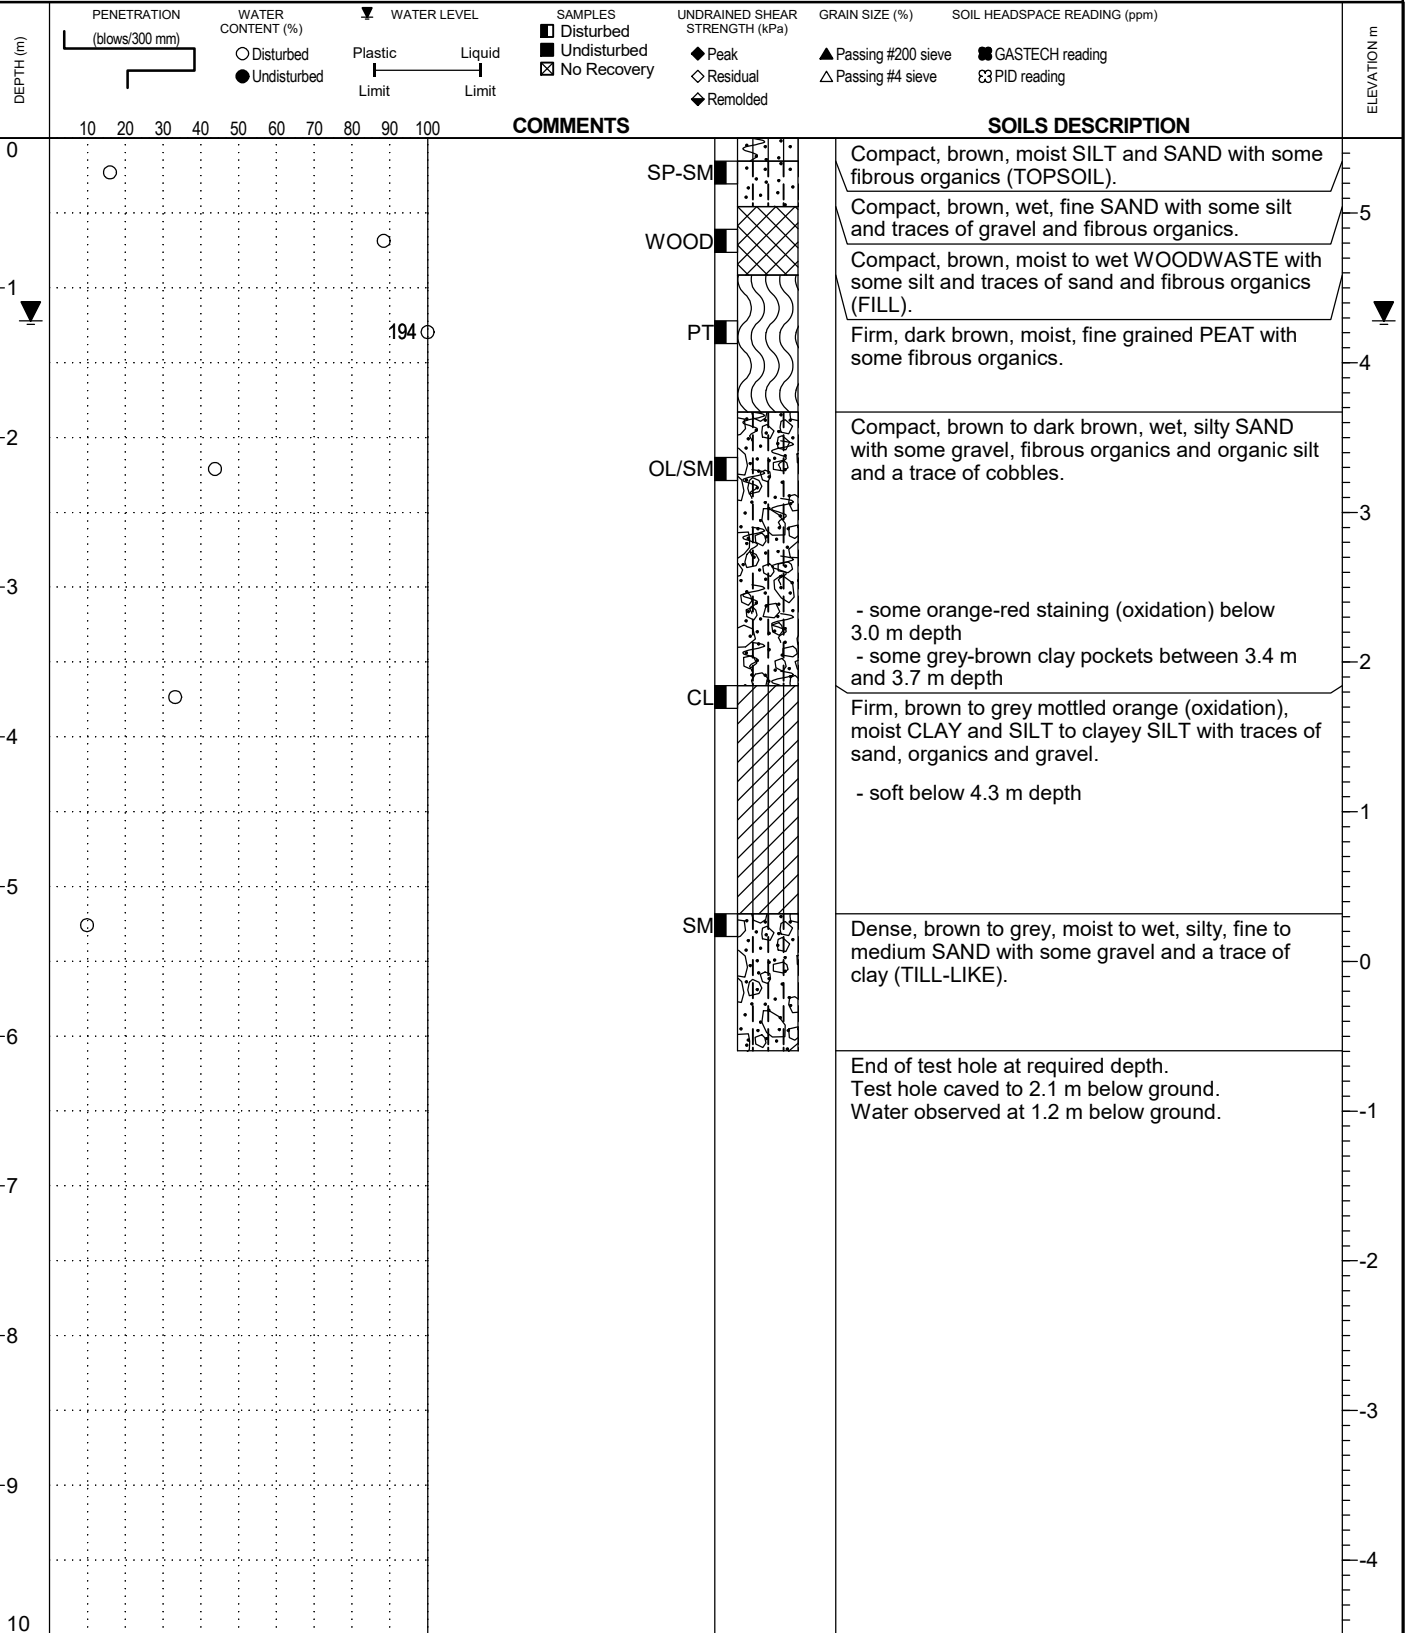 PENETRATION
(blows/300 mm)
WATER
CONTENT (%)
Disturbed
Undisturbed
WATER LEVEL
Plastic Liquid
Limit Limit
SAMPLES
Disturbed
Undisturbed
No Recovery
UNDRAINED SHEAR
STRENGTH (kPa)
Peak
Residual
Remolded
GRAIN SIZE (%)
Passing #200 sieve
Passing #4 sieve
SOIL HEADSPACE READING (ppm)
GASTECH reading
PID reading
DEPTH (m)
ELEVATION m
10 20 30 40 50 60 70 80 90 100
COMMENTS
SOILS DESCRIPTION
0
SP-SM
Compact, brown, moist SILT and SAND with some
fibrous organics (TOPSOIL).
Compact, brown, wet, fine SAND with some silt
and traces of gravel and fibrous organics.
5
WOOD
Compact, brown, moist to wet WOODWASTE with
some silt and traces of sand and fibrous organics
(FILL).
1
194
PT
Firm, dark brown, moist, fine grained PEAT with
some fibrous organics.
4
2
OL/SM
Compact, brown to dark brown, wet, silty SAND
with some gravel, fibrous organics and organic silt
and a trace of cobbles.
3
3
- some orange-red staining (oxidation) below
3.0 m depth
- some grey-brown clay pockets between 3.4 m
and 3.7 m depth
2
CL
Firm, brown to grey mottled orange (oxidation),
moist CLAY and SILT to clayey SILT with traces of
sand, organics and gravel.
4
- soft below 4.3 m depth
1
5
SM
Dense, brown to grey, moist to wet, silty, fine to
medium SAND with some gravel and a trace of
clay (TILL-LIKE).
0
6
End of test hole at required depth.
Test hole caved to 2.1 m below ground.
Water observed at 1.2 m below ground.
-1
7
-2
8
-3
9
-4
10